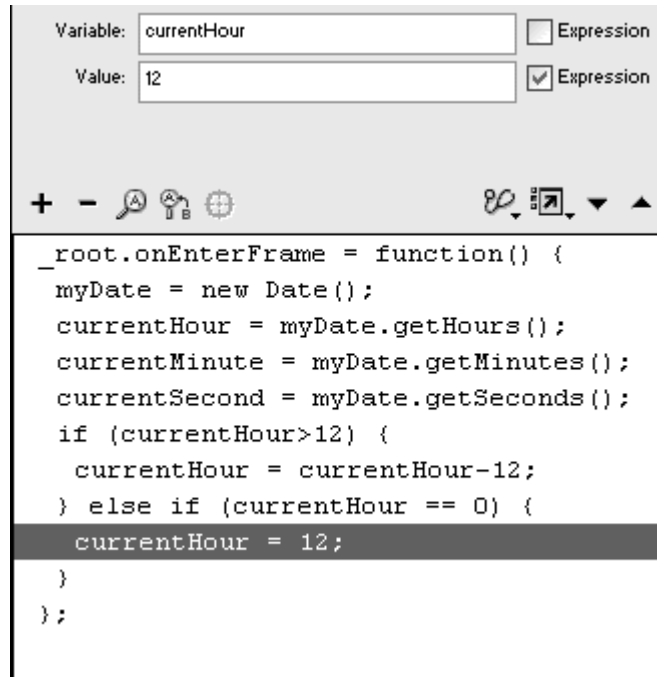 Variable: currentHour Expression
Value: 12 Expression
_root.onEnterFrame = function() {
myDate = new Date();
currentHour = myDate.getHours();
currentMinute = myDate.getMinutes();
currentSecond = myDate.getSeconds();
if (currentHour>12) {
currentHour = currentHour-12;
} else if (currentHour == 0) {
currentHour = 12;
}
};